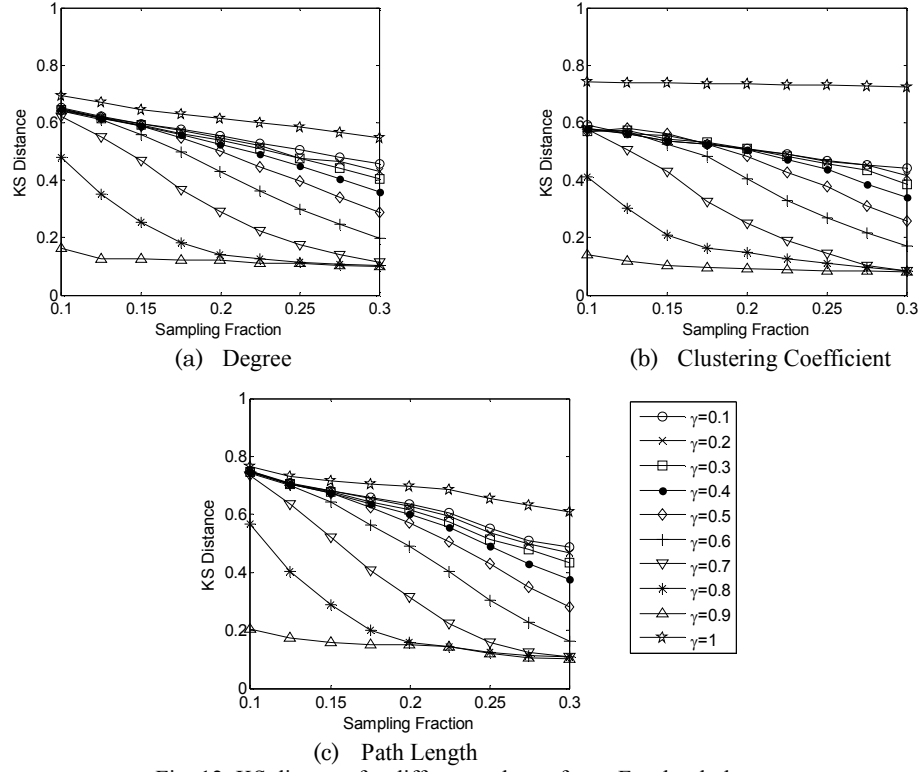 1
0.8
0.6
0.4
0.2
0
KS Distance
0.1 0.15 0.2 0.25 0.3
Sampling Fraction
(a) Degree
1
0.8
0.6
0.4
0.2
0
KS Distance
0.1 0.15 0.2 0.25 0.3
Sampling Fraction
(b) Clustering Coefficient
1
0.8
0.6
0.4
0.2
0
KS Distance
0.1 0.15 0.2 0.25 0.3
Sampling Fraction
(c) Path Length
γ=0.1
γ=0.2
γ=0.3
γ=0.4
γ=0.5
γ=0.6
γ=0.7
γ=0.8
γ=0.9
γ=1